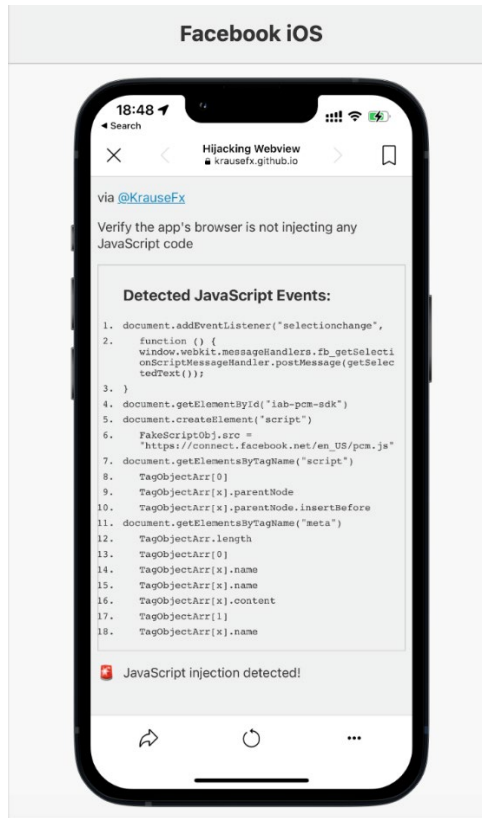 Facebook iOS
18:48
◀ Search
Hijacking Webview
krausefx.github.io
via @KrauseFx
Verify the app's browser is not injecting any
JavaScript code
Detected JavaScript Events:
1. document.addEventListener("selectionchange",
2. function () {
window.webkit.messageHandlers.fb_getSelecti
onScriptMessageHandler.postMessage(getSelec
tedText());
3. }
4. document.getElementById("iab-pcm-sdk")
5. document.createElement("script")
6. FakeScriptObj.src =
"https://connect.facebook.net/en_US/pcm.js"
7. document.getElementsByTagName("script")
8. TagObjectArr[0]
9. TagObjectArr[x].parentNode
10. TagObjectArr[x].parentNode.insertBefore
11. document.getElementsByTagName("meta")
12. TagObjectArr.length
13. TagObjectArr[0]
14. TagObjectArr[x].name
15. TagObjectArr[x].name
16. TagObjectArr[x].content
17. TagObjectArr[1]
18. TagObjectArr[x].name
🚨 JavaScript injection detected!